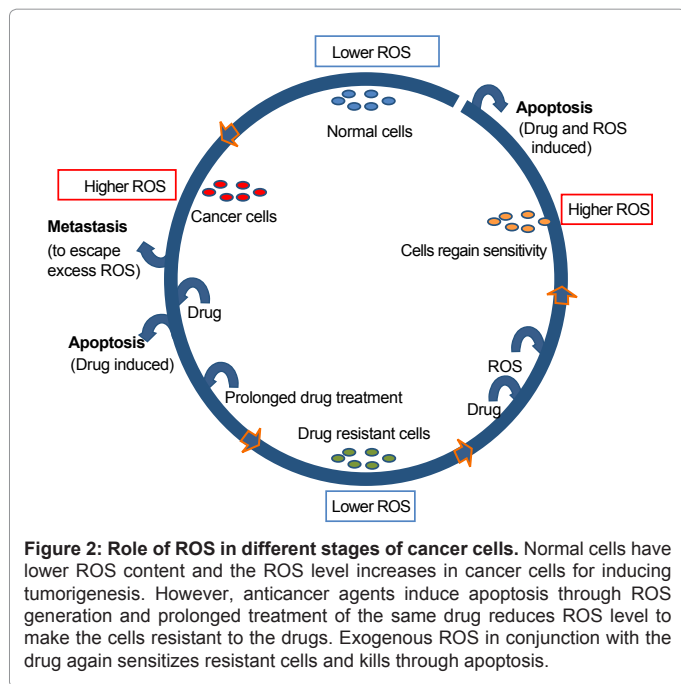 Lower ROS
Normal cells
Apoptosis
(Drug and ROS
induced)
Higher ROS
Cancer cells
Higher ROS
Cells regain sensitivity
Metastasis
(to escape
excess ROS)
Drug
Apoptosis
(Drug induced)
ROS
Drug
Prolonged drug treatment
Drug resistant cells
Lower ROS
Figure 2: Role of ROS in different stages of cancer cells. Normal cells have
lower ROS content and the ROS level increases in cancer cells for inducing
tumorigenesis. However, anticancer agents induce apoptosis through ROS
generation and prolonged treatment of the same drug reduces ROS level to
make the cells resistant to the drugs. Exogenous ROS in conjunction with the
drug again sensitizes resistant cells and kills through apoptosis.